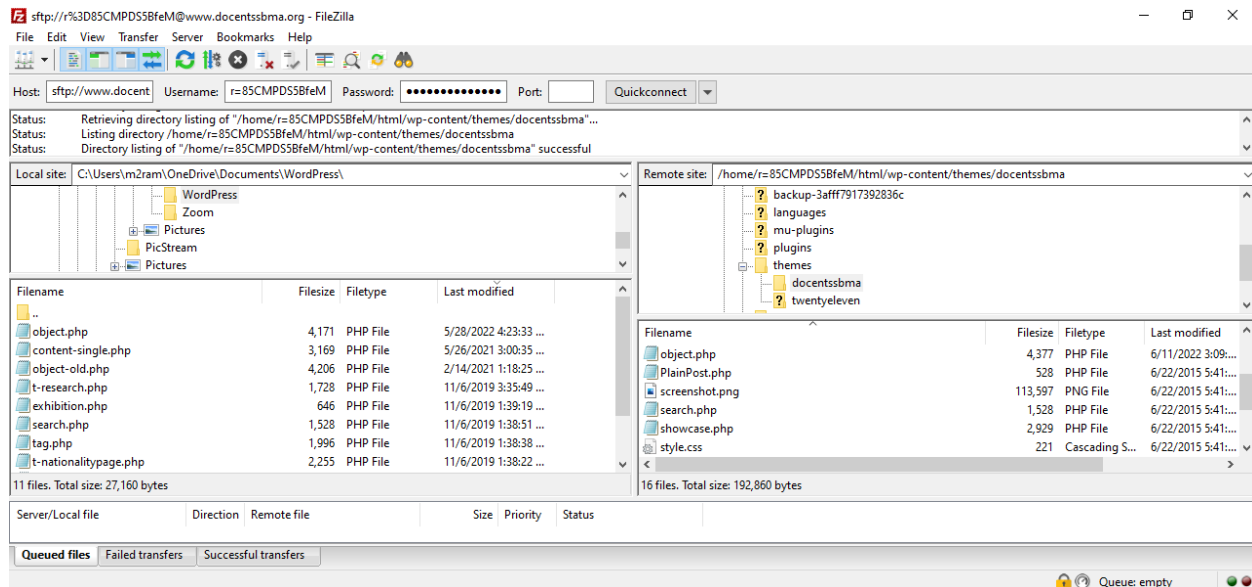 sftp://r%3D85CMPDS5BfeM@www.docentssbma.org - FileZilla
File Edit View Transfer Server Bookmarks Help
Host: sftp://www.docent Username: r=85CMPDS5BfeM Password: Port: Quickconnect
Status: Retrieving directory listing of "/home/r=85CMPDS5BfeM/html/wp-content/themes/docentssbma"...
Status: Listing directory /home/r=85CMPDS5BfeM/html/wp-content/themes/docentssbma
Status: Directory listing of "/home/r=85CMPDS5BfeM/html/wp-content/themes/docentssbma" successful
Local site: C:\Users\m2ram\OneDrive\Documents\WordPress\
WordPress
Zoom
Pictures
PicStream
Pictures
Filename Filesize Filetype Last modified
..
object.php 4,171 PHP File 5/28/2022 4:23:33 ...
content-single.php 3,169 PHP File 5/26/2021 3:00:35 ...
object-old.php 4,206 PHP File 2/14/2021 1:18:25 ...
t-research.php 1,728 PHP File 11/6/2019 3:35:49 ...
exhibition.php 646 PHP File 11/6/2019 1:39:19 ...
search.php 1,528 PHP File 11/6/2019 1:38:51 ...
tag.php 1,996 PHP File 11/6/2019 1:38:38 ...
t-nationalitypage.php 2,255 PHP File 11/6/2019 1:38:22 ...
11 files. Total size: 27,160 bytes
Remote site: /home/r=85CMPDS5BfeM/html/wp-content/themes/docentssbma
backup-3afff7917392836c
languages
mu-plugins
plugins
themes
docentssbma
twentyeleven
Filename Filesize Filetype Last modified
object.php 4,377 PHP File 6/11/2022 3:09:...
PlainPost.php 528 PHP File 6/22/2015 5:41:...
screenshot.png 113,597 PNG File 6/22/2015 5:41:...
search.php 1,528 PHP File 6/22/2015 5:41:...
showcase.php 2,929 PHP File 6/22/2015 5:41:...
style.css 221 Cascading S... 6/22/2015 5:41:...
16 files. Total size: 192,860 bytes
Server/Local file Direction Remote file Size Priority Status
Queued files Failed transfers Successful transfers
Queue: empty